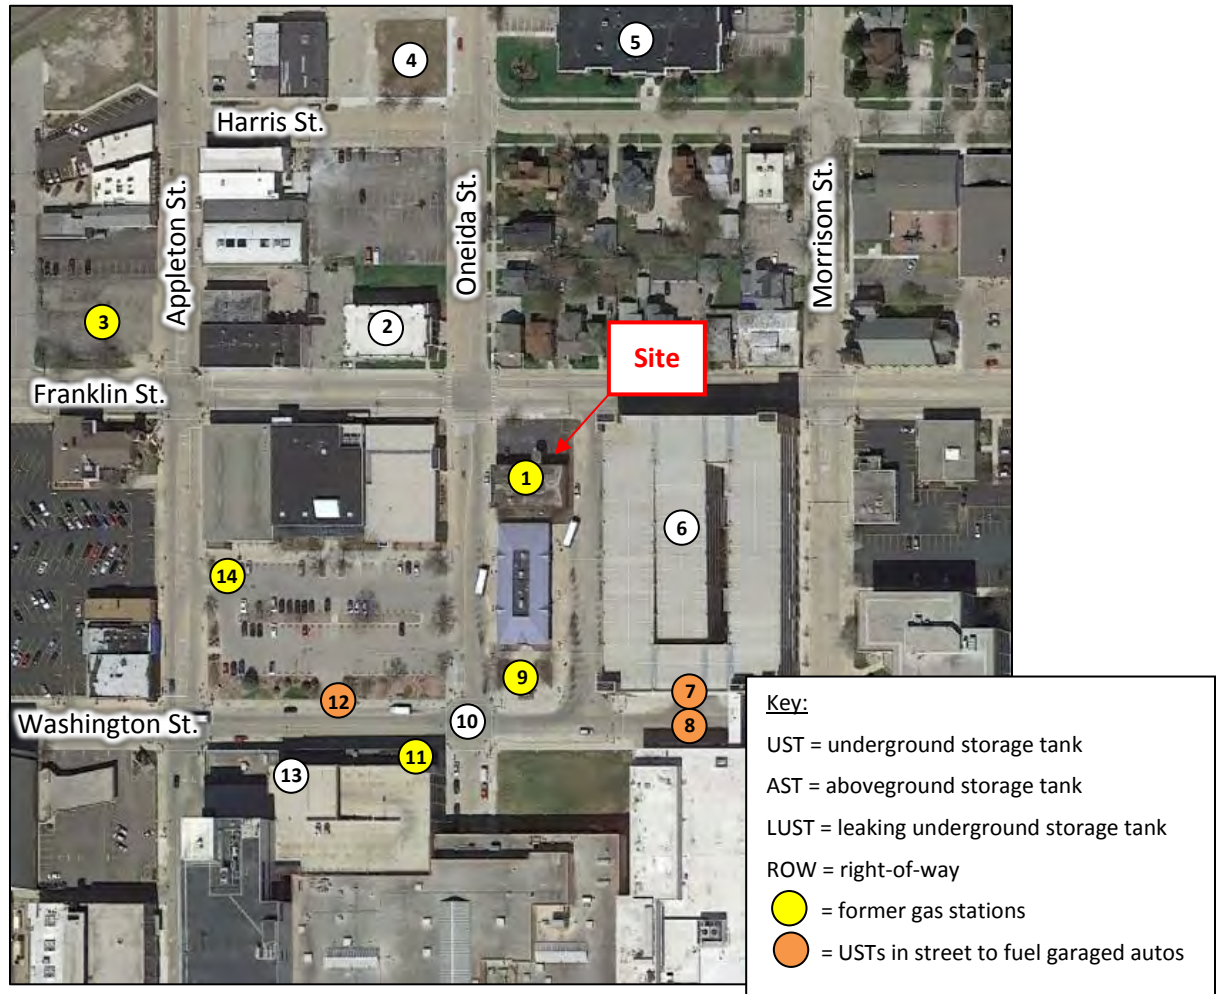 5
4
Harris St.
Appleton St.
Oneida St.
Morrison St.
3
2
Site
Franklin St.
1
6
14
9
7
12
Washington St.
10
8
11
13
Key:
UST = underground storage tank
AST = aboveground storage tank
LUST = leaking underground storage tank
ROW = right-of-way
= former gas stations
= USTs in street to fuel garaged autos